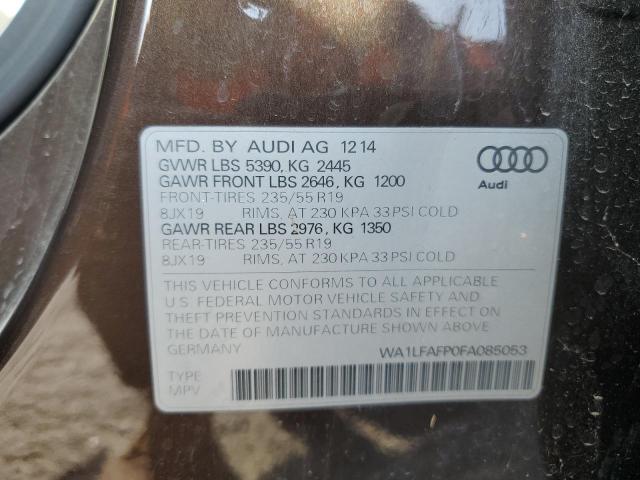 MFD. BY AUDI AG 12 14
GVWR LBS 5390, KG 2445
GAWR FRONT LBS 2646, KG 1200
FRONT-TIRES 235/55 R19
8JX19 RIMS, AT 230 KPA 33 PSI COLD
GAWR REAR LBS 2976, KG 1350
REAR-TIRES 235/55 R19
8JX19 RIMS, AT 230 KPA 33 PSI COLD
Audi
THIS VEHICLE CONFORMS TO ALL APPLICABLE
U.S. FEDERAL MOTOR VEHICLE SAFETY AND
THEFT PREVENTION STANDARDS IN EFFECT ON THE
DATE OF MANUFACTURE SHOWN ABOVE.
GERMANY WA1LFAFP0FA085053
TYPE
MPV